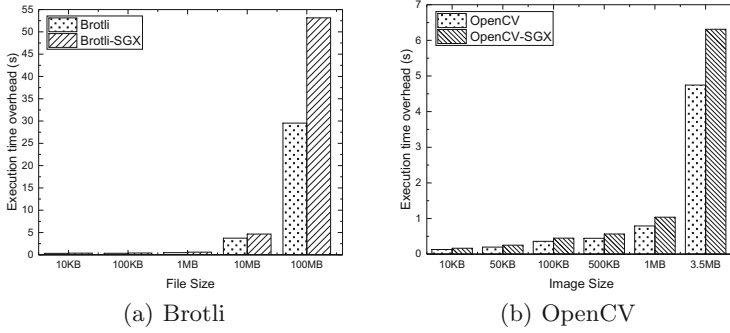 Execution time overhead (s)
55
50
45
40
35
30
25
20
15
10
5
0
Brotli
Brotli-SGX
10KB 100KB 1MB 10MB 100MB
File Size
(a) Brotli
Execution time overhead (s)
7
6
5
4
3
2
1
0
OpenCV
OpenCV-SGX
10KB 50KB 100KB 500KB 1MB 3.5MB
Image Size
(b) OpenCV